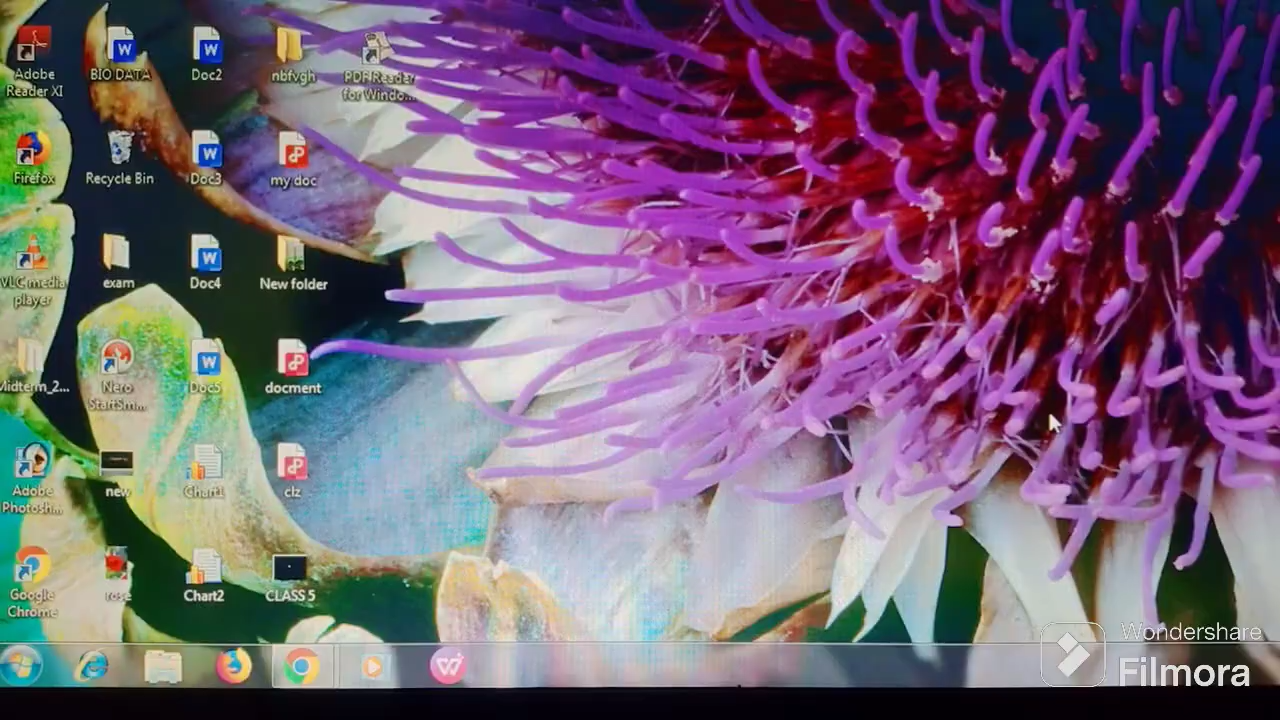 Adobe
Reader XI
BIO DATA
Doc2
nbfvgh
PDF Reader
for Windo...
Firefox
Recycle Bin
Doc3
my doc
VLC media
player
exam
Doc4
New folder
Midterm_2...
Nero
StartSm...
Doc5
docment
Adobe
Photosh...
new
Chart1
clz
Google
Chrome
rose
Chart2
CLASS 5
Wondershare
Filmora